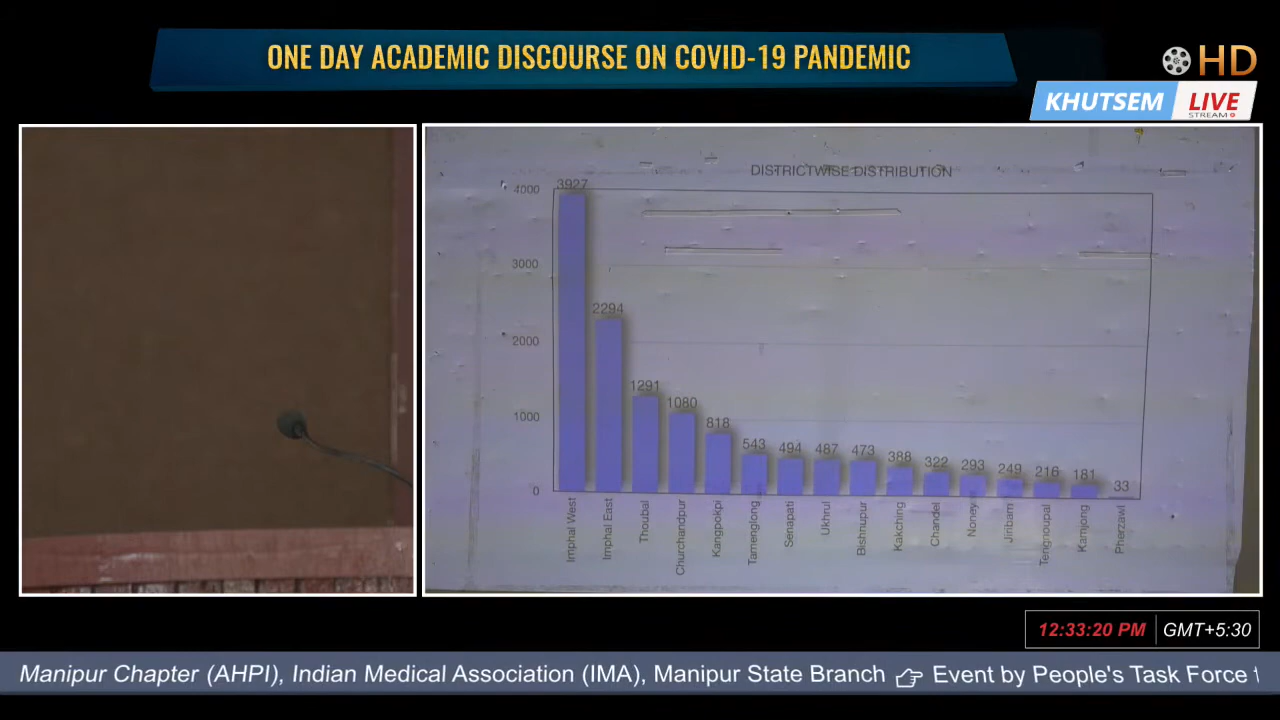 ONE DAY ACADEMIC DISCOURSE ON COVID-19 PANDEMIC
HD
KHUTSEM LIVE
STREAM
DISTRICTWISE DISTRIBUTION
4000
3000
2000
1000
0
3927
2294
1291
1080
818
543
494
487
473
388
322
293
249
216
181
33
Imphal West
Imphal East
Thoubal
Churchandpur
Kangpokpi
Tamenglong
Senapati
Ukhrul
Bishnupur
Kakching
Chandel
Noney
Jiribam
Tengnoupal
Kamjong
Pherzawl
12:33:20 PM GMT+5:30
Manipur Chapter (AHPI), Indian Medical Association (IMA), Manipur State Branch Event by People's Task Force